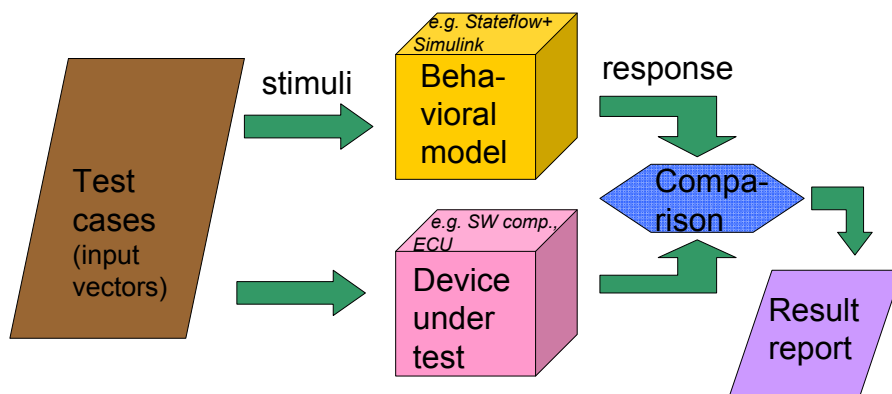 Test
cases
(input
vectors)
stimuli
e.g. Stateflow+
Simulink
Beha-
vioral
model
response
e.g. SW comp.,
ECU
Device
under
test
Compa-
rison
Result
report